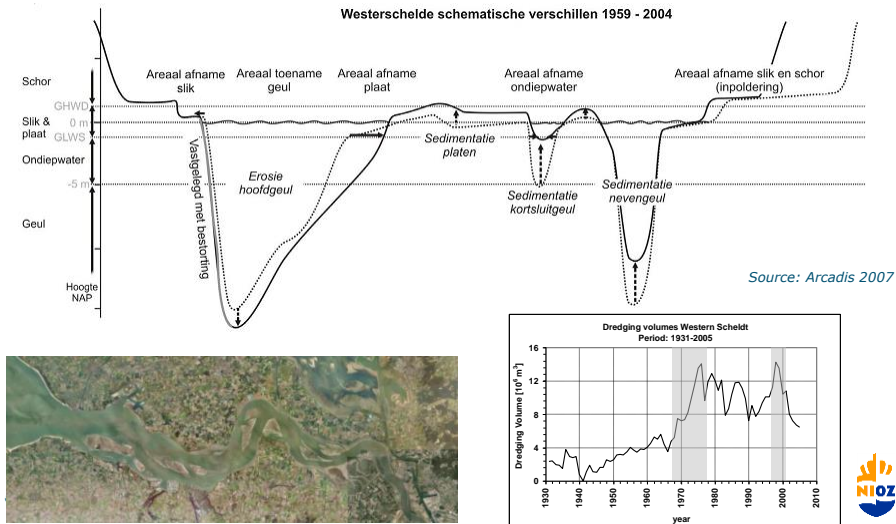 Westerschelde schematische verschillen 1959 - 2004
Schor
GHWD
Slik &
plaat
0 m
GLWS
Ondiepwater
-5 m
Geul
Hoogte
NAP
Areaal afname
slik
Areaal toename
geul
Areaal afname
plaat
Areaal afname
ondiepwater
Areaal afname slik en schor
(inpoldering)
Vastgelegd met bestorting
Erosie
hoofdgeul
Sedimentatie
platen
Sedimentatie
kortsluitgeul
Sedimentatie
nevengeul
Source: Arcadis 2007
Dredging volumes Western Scheldt
Period: 1931-2005
Dredging Volume [10⁶ m³]
16
12
8
4
0
1930
1940
1950
1960
1970
1980
1990
2000
2010
year
NIOZ